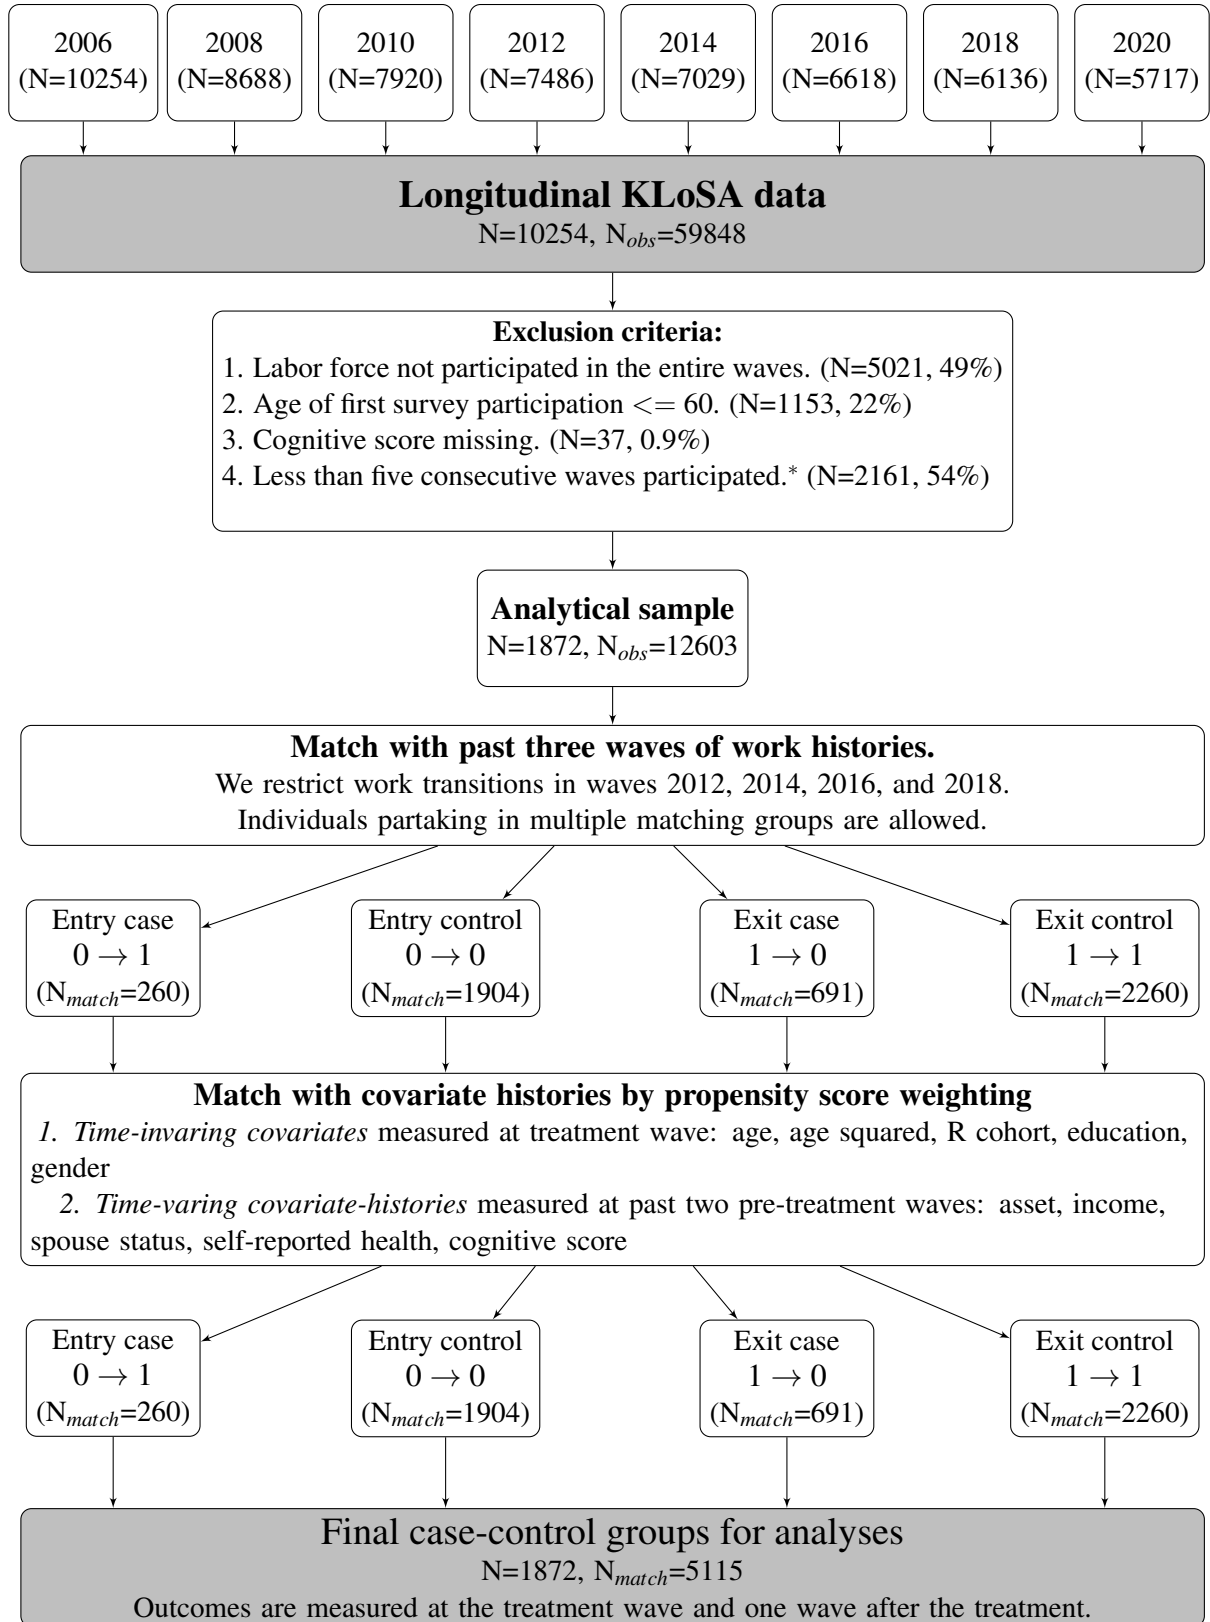 2006
(N=10254)
2008
(N=8688)
2010
(N=7920)
2012
(N=7486)
2014
(N=7029)
2016
(N=6618)
2018
(N=6136)
2020
(N=5717)
Longitudinal KLoSA data
N=10254, N_obs=59848
Exclusion criteria:
1. Labor force not participated in the entire waves. (N=5021, 49%)
2. Age of first survey participation <= 60. (N=1153, 22%)
3. Cognitive score missing. (N=37, 0.9%)
4. Less than five consecutive waves participated.* (N=2161, 54%)
Analytical sample
N=1872, N_obs=12603
Match with past three waves of work histories.
We restrict work transitions in waves 2012, 2014, 2016, and 2018.
Individuals partaking in multiple matching groups are allowed.
Entry case
0 → 1
(N_match=260)
Entry control
0 → 0
(N_match=1904)
Exit case
1 → 0
(N_match=691)
Exit control
1 → 1
(N_match=2260)
Match with covariate histories by propensity score weighting
1. Time-invaring covariates measured at treatment wave: age, age squared, R cohort, education,
gender
2. Time-varing covariate-histories measured at past two pre-treatment waves: asset, income,
spouse status, self-reported health, cognitive score
Entry case
0 → 1
(N_match=260)
Entry control
0 → 0
(N_match=1904)
Exit case
1 → 0
(N_match=691)
Exit control
1 → 1
(N_match=2260)
Final case-control groups for analyses
N=1872, N_match=5115
Outcomes are measured at the treatment wave and one wave after the treatment.